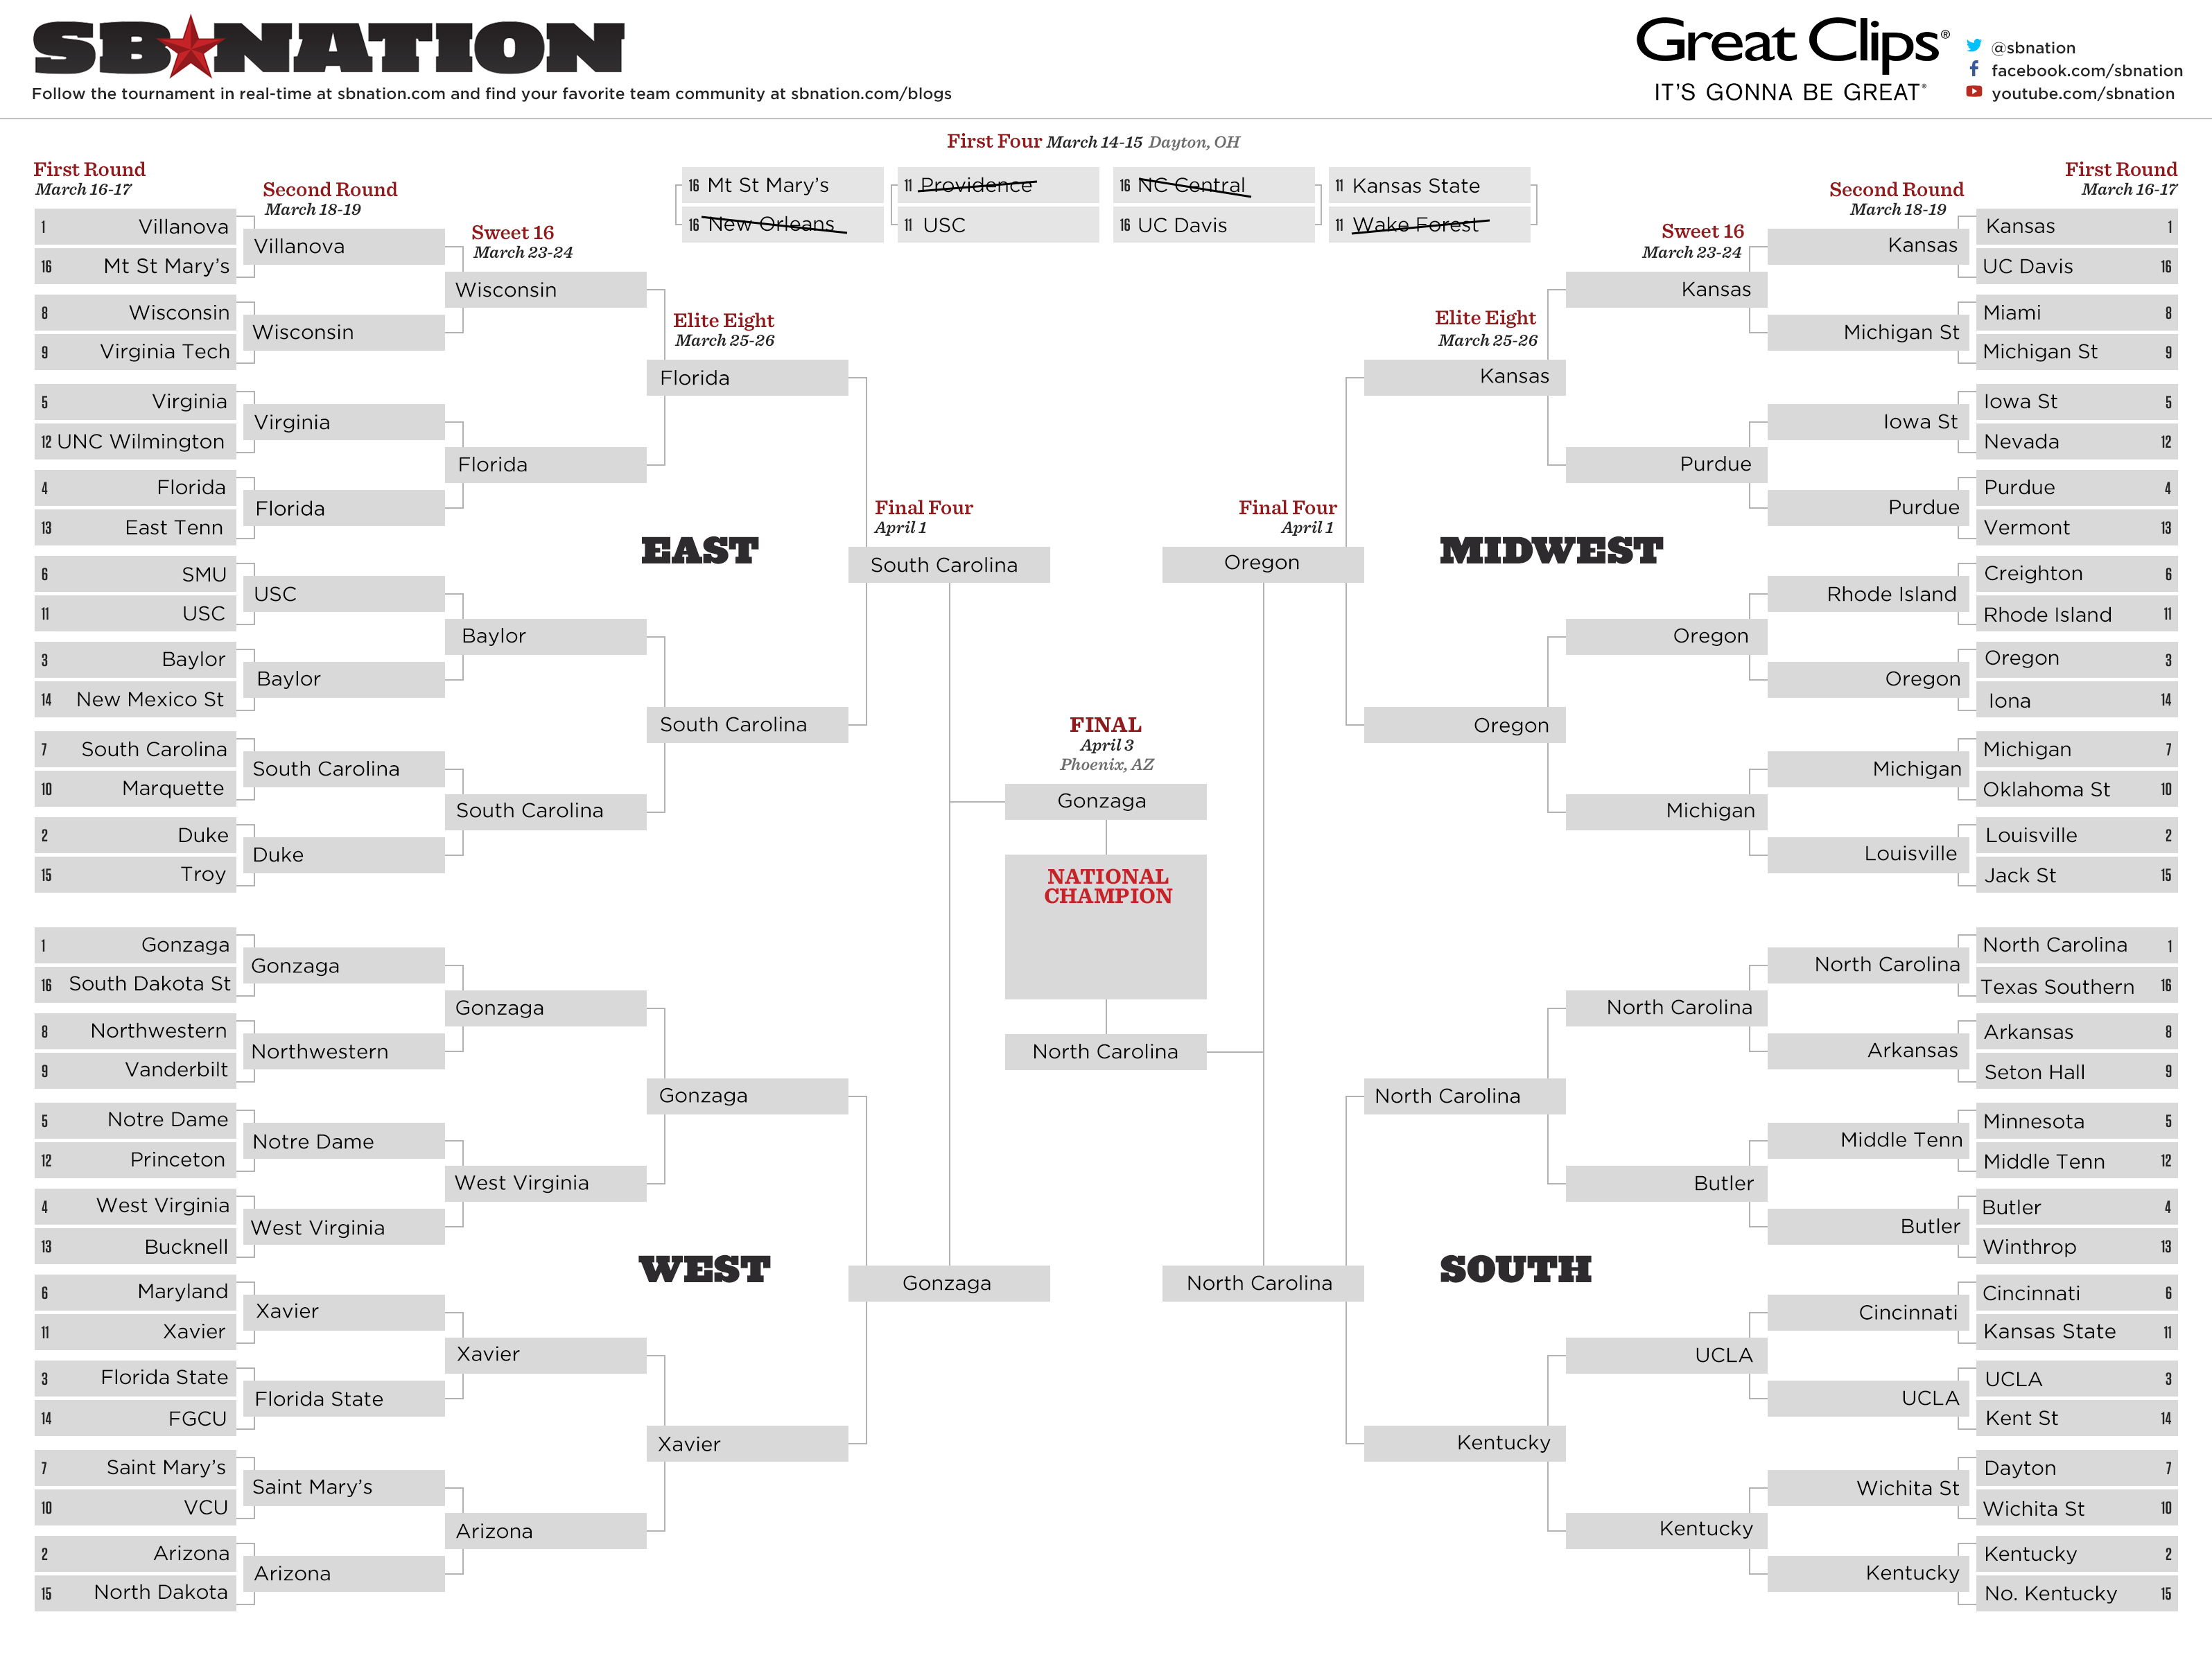 SB NATION
Follow the tournament in real-time at sbnation.com and find your favorite team community at sbnation.com/blogs
Great Clips®
IT'S GONNA BE GREAT®
@sbnation
facebook.com/sbnation
youtube.com/sbnation
First Four March 14-15 Dayton, OH
16 Mt St Mary's
16 New Orleans
11 Providence
11 USC
16 NC Central
16 UC Davis
11 Kansas State
11 Wake Forest
First Round
March 16-17
1 Villanova
16 Mt St Mary's
8 Wisconsin
9 Virginia Tech
5 Virginia
12 UNC Wilmington
4 Florida
13 East Tenn
6 SMU
11 USC
3 Baylor
14 New Mexico St
7 South Carolina
10 Marquette
2 Duke
15 Troy
1 Gonzaga
16 South Dakota St
8 Northwestern
9 Vanderbilt
5 Notre Dame
12 Princeton
4 West Virginia
13 Bucknell
6 Maryland
11 Xavier
3 Florida State
14 FGCU
7 Saint Mary's
10 VCU
2 Arizona
15 North Dakota
Second Round
March 18-19
Villanova
Wisconsin
Virginia
Florida
USC
Baylor
South Carolina
Duke
Gonzaga
Northwestern
Notre Dame
West Virginia
Xavier
Florida State
Saint Mary's
Arizona
Sweet 16
March 23-24
Wisconsin
Florida
Baylor
South Carolina
Gonzaga
West Virginia
Xavier
Arizona
Elite Eight
March 25-26
Florida
EAST
South Carolina
Gonzaga
WEST
Xavier
Final Four
April 1
South Carolina
Gonzaga
FINAL
April 3
Phoenix, AZ
Gonzaga
NATIONAL
CHAMPION
North Carolina
Final Four
April 1
Oregon
North Carolina
Elite Eight
March 25-26
Kansas
MIDWEST
Oregon
North Carolina
SOUTH
Kentucky
Sweet 16
March 23-24
Kansas
Purdue
Oregon
Michigan
North Carolina
Butler
UCLA
Kentucky
Second Round
March 18-19
Kansas
Michigan St
Iowa St
Purdue
Rhode Island
Oregon
Michigan
Louisville
North Carolina
Arkansas
Middle Tenn
Butler
Cincinnati
UCLA
Wichita St
Kentucky
First Round
March 16-17
Kansas 1
UC Davis 16
Miami 8
Michigan St 9
Iowa St 5
Nevada 12
Purdue 4
Vermont 13
Creighton 6
Rhode Island 11
Oregon 3
Iona 14
Michigan 7
Oklahoma St 10
Louisville 2
Jack St 15
North Carolina 1
Texas Southern 16
Arkansas 8
Seton Hall 9
Minnesota 5
Middle Tenn 12
Butler 4
Winthrop 13
Cincinnati 6
Kansas State 11
UCLA 3
Kent St 14
Dayton 7
Wichita St 10
Kentucky 2
No. Kentucky 15